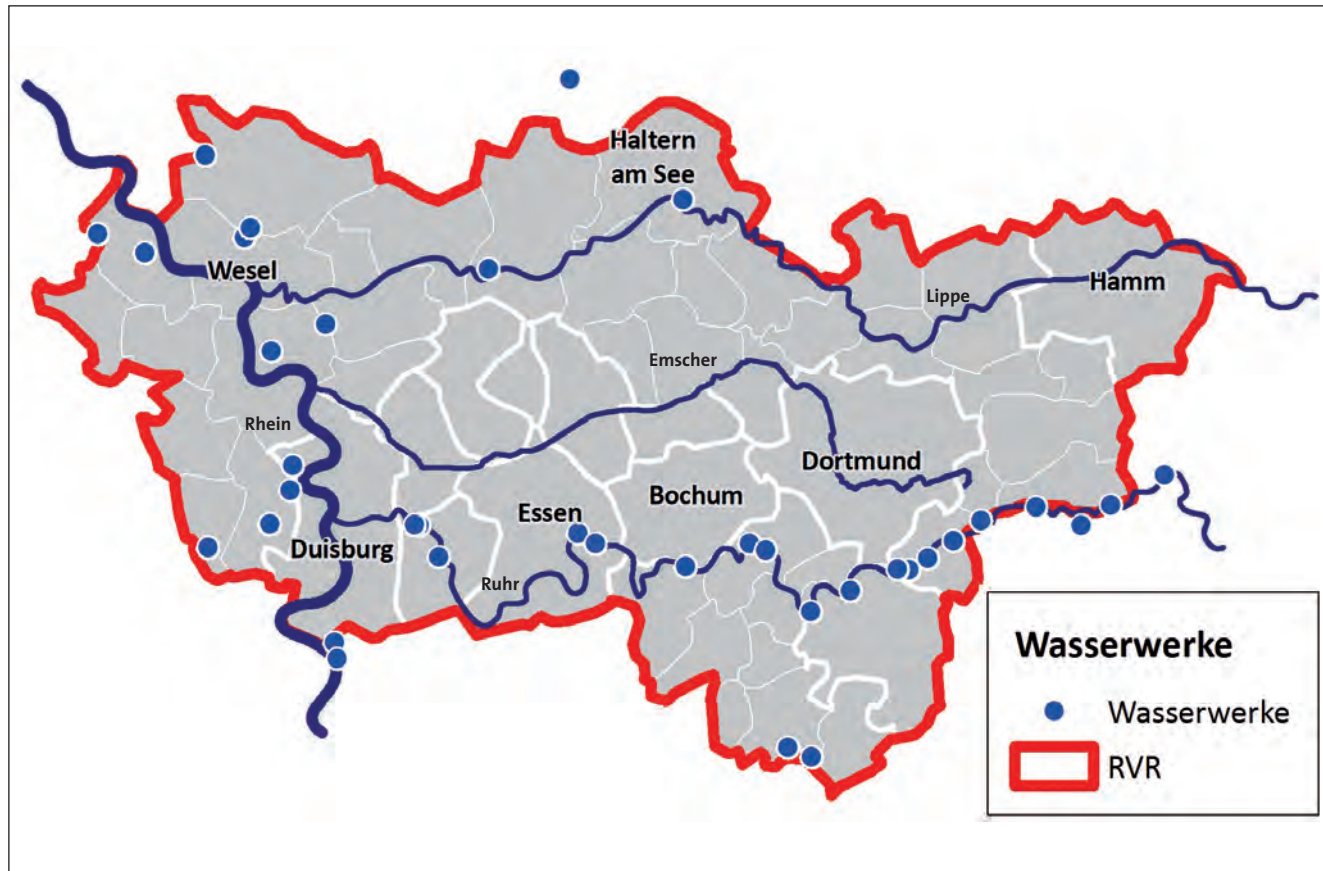 Haltern
am See
Wesel
Lippe
Hamm
Emscher
Rhein
Dortmund
Bochum
Essen
Duisburg
Ruhr
Wasserwerke
Wasserwerke
RVR